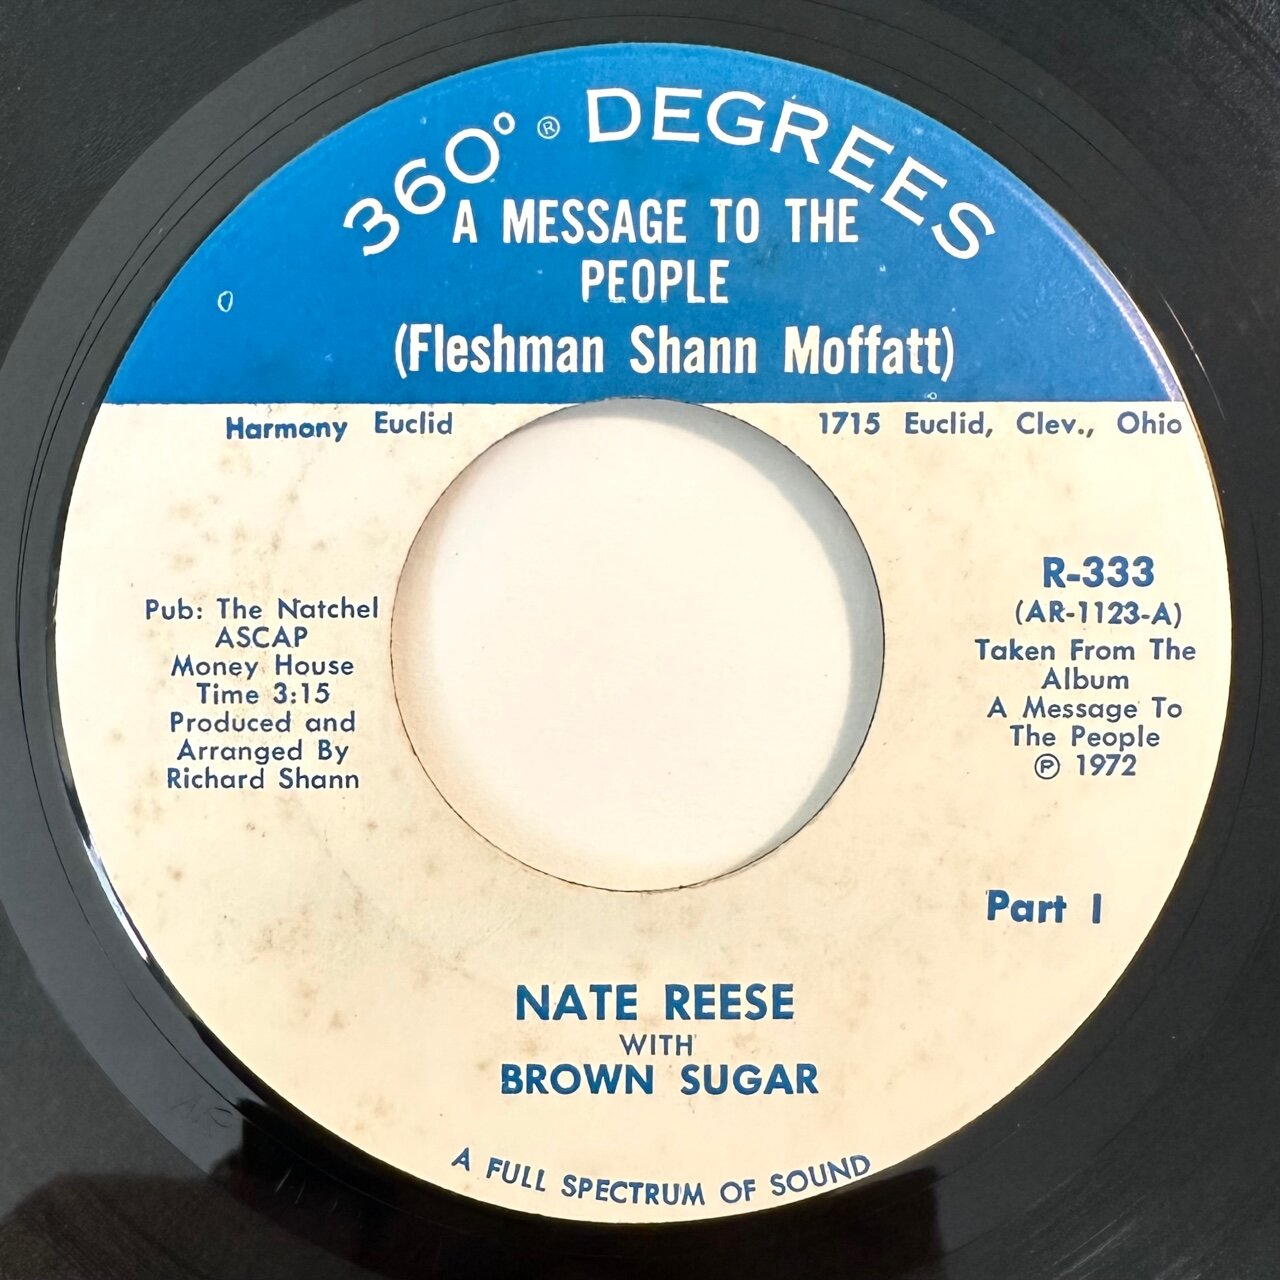 360° ® DEGREES
A MESSAGE TO THE
PEOPLE
(Fleshman Shann Moffatt)
Harmony Euclid
1715 Euclid, Clev., Ohio
Pub: The Natchel
ASCAP
Money House
Time 3:15
Produced and
Arranged By
Richard Shann
R-333
(AR-1123-A)
Taken From The
Album
A Message To
The People
℗ 1972
Part I
NATE REESE
WITH
BROWN SUGAR
A FULL SPECTRUM OF SOUND